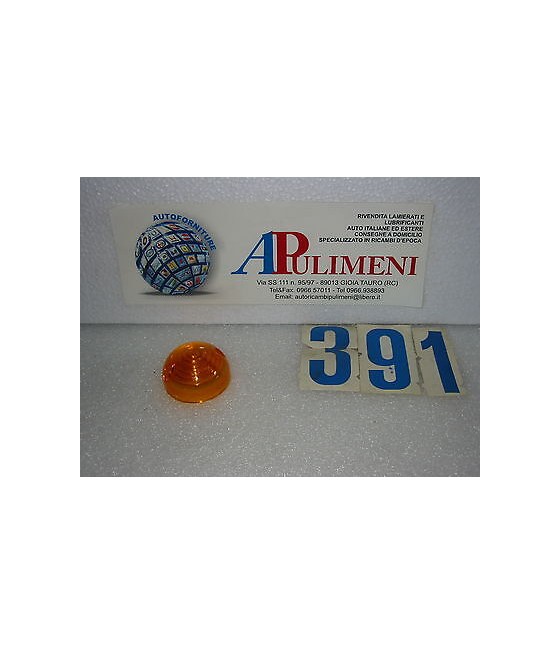 AUTOFORNITURE
RIVENDITA LAMIERATI E
LUBRIFICANTI
AUTO ITALIANE ED ESTERE
CONSEGNE A DOMICILIO
SPECIALIZZATO IN RICAMBI D'EPOCA
APULIMENI
Via SS 111 n. 95/97 - 89013 GIOIA TAURO (RC)
Tel&Fax. 0966 57011 - Tel 0966.938893
Email: autoricambipulimeni@libero.it
391